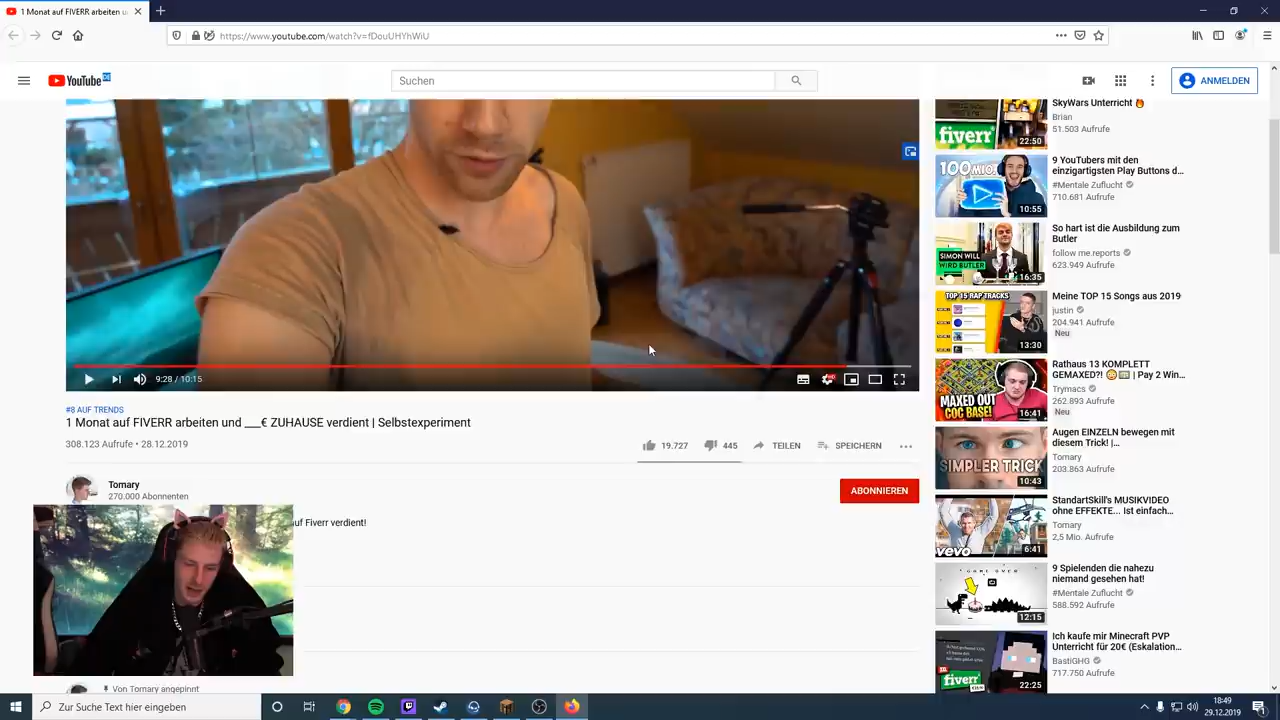 1 Monat auf FIVERR arbeiten u
https://www.youtube.com/watch?v=fDouUHYhWiU
YouTube DE
Suchen
ANMELDEN
9:28 / 10:15
#8 AUF TRENDS
1 Monat auf FIVERR arbeiten und ___€ ZUHAUSE verdient | Selbstexperiment
308.123 Aufrufe • 28.12.2019
19.727
445
TEILEN
SPEICHERN
Tomary
270.000 Abonnenten
ABONNIEREN
uf Fiverr verdient!
Von Tomary angepinnt
fiverr
22:50
SkyWars Unterricht 🔥
Brian
51.503 Aufrufe
100 MIO.
10:55
9 YouTubers mit den
einzigartigsten Play Buttons d...
#Mentale Zuflucht
710.681 Aufrufe
SIMON WILL
WIRD BUTLER
16:35
So hart ist die Ausbildung zum
Butler
follow me.reports
623.949 Aufrufe
TOP 15 RAP TRACKS
13:30
Meine TOP 15 Songs aus 2019
justin
204.941 Aufrufe
Neu
MAXED OUT
COC BASE!
16:41
Rathaus 13 KOMPLETT
GEMAXED?! 😳💵 | Pay 2 Win...
Trymacs
262.893 Aufrufe
Neu
SIMPLER TRICK
10:43
Augen EINZELN bewegen mit
diesem Trick! |...
Tomary
203.863 Aufrufe
vevo
6:41
StandartSkill's MUSIKVIDEO
ohne EFFEKTE... Ist einfach...
Tomary
2,5 Mio. Aufrufe
GAME OVER
12:15
9 Spielenden die nahezu
niemand gesehen hat!
#Mentale Zuflucht
588.592 Aufrufe
fiverr
22:25
Ich kaufe mir Minecraft PVP
Unterricht für 20€ (Eskalation...
BastiGHG
717.750 Aufrufe
Zur Suche Text hier eingeben
18:49
29.12.2019